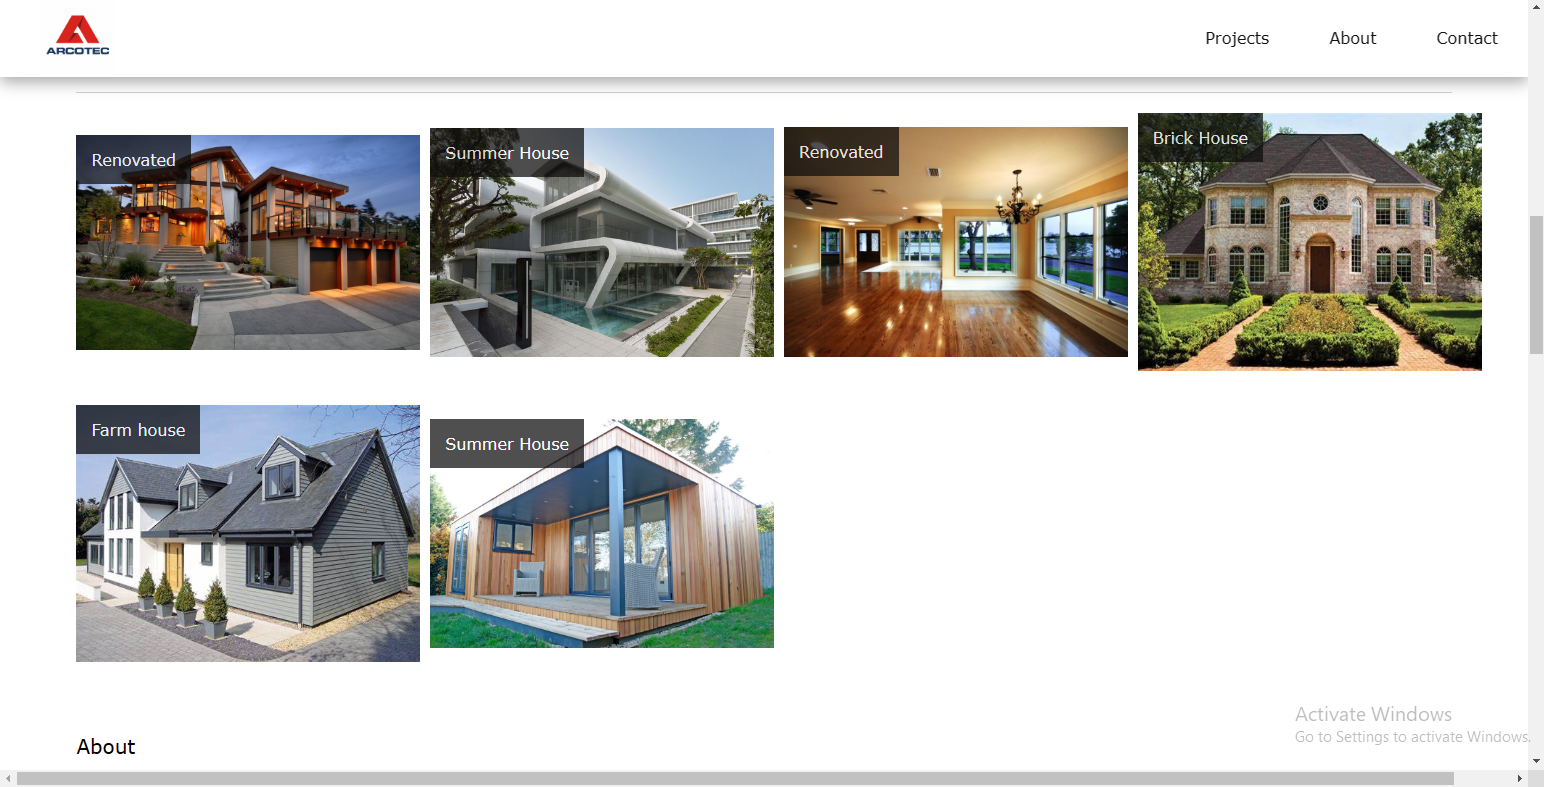 ARCOTEC
Projects
About
Contact
Renovated
Summer House
Renovated
Brick House
Farm house
Summer House
About
Activate Windows
Go to Settings to activate Windows.